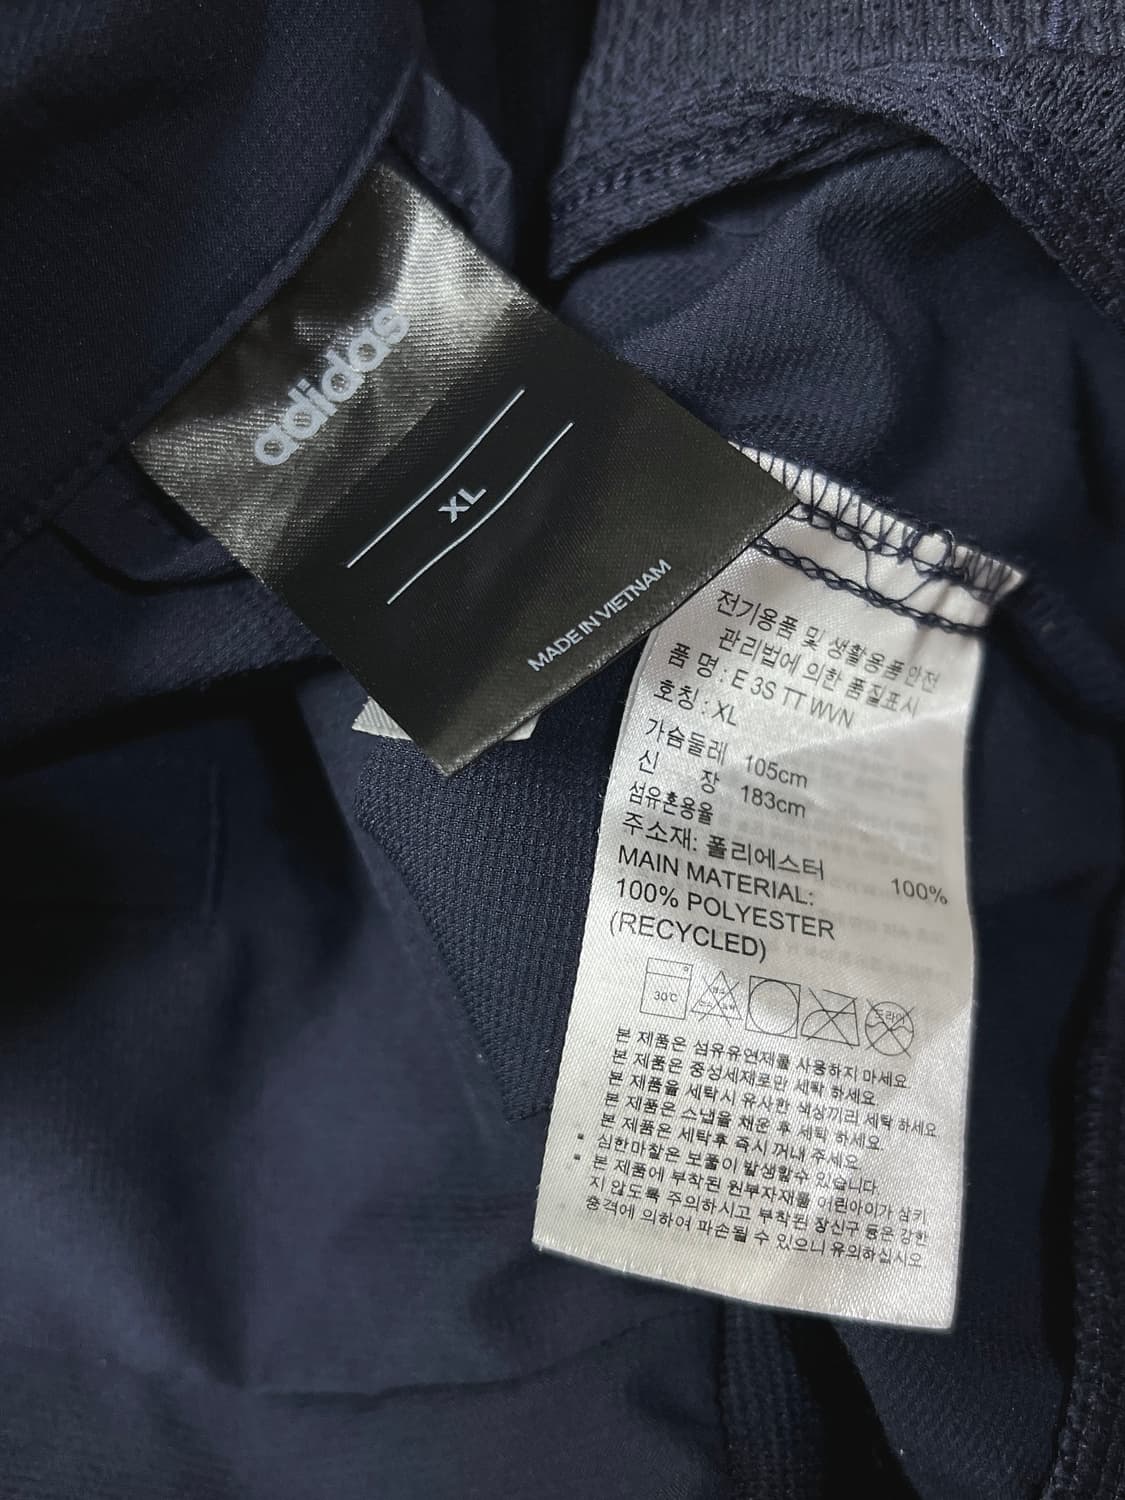 adidas
XL
MADE IN VIETNAM
전기용품 및 생활용품안전
관리법에 의한 품질표시
품 명 : E 3S TT WVN
호칭 : XL
가슴둘레 105cm
신 장 183cm
섬유혼용율
주소재: 폴리에스터 100%
MAIN MATERIAL:
100% POLYESTER
(RECYCLED)
30℃
드라이
본 제품은 섬유유연재를 사용하지 마세요.
본 제품은 중성세제로만 세탁 하세요
본 제품을 세탁시 유사한 색상끼리 세탁 하세요
본 제품은 스냅을 채운 후 세탁 하세요.
본 제품은 세탁후 즉시 꺼내 주세요
심한마찰은 보풀이 발생할수 있습니다.
본 제품에 부착된 원부자재를 어린아이가 삼키
지 않도록 주의하시고 부착된 장신구 등은 강한
충격에 의하여 파손될 수 있으니 유의하십시오